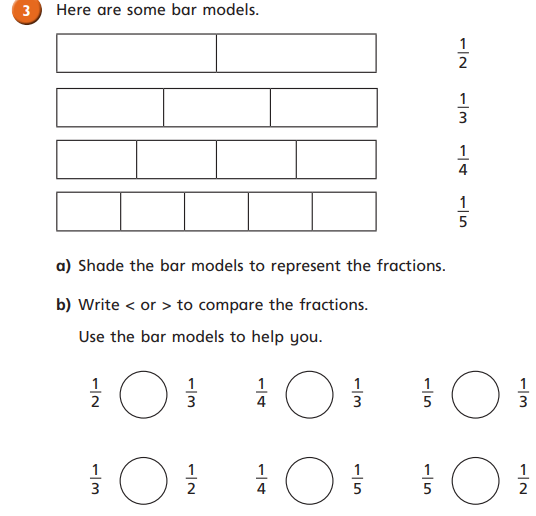 3 Here are some bar models.
1/2
1/3
1/4
1/5
a) Shade the bar models to represent the fractions.
b) Write < or > to compare the fractions.
Use the bar models to help you.
1/2 1/3 1/4 1/3 1/5 1/3
1/3 1/2 1/4 1/5 1/5 1/2